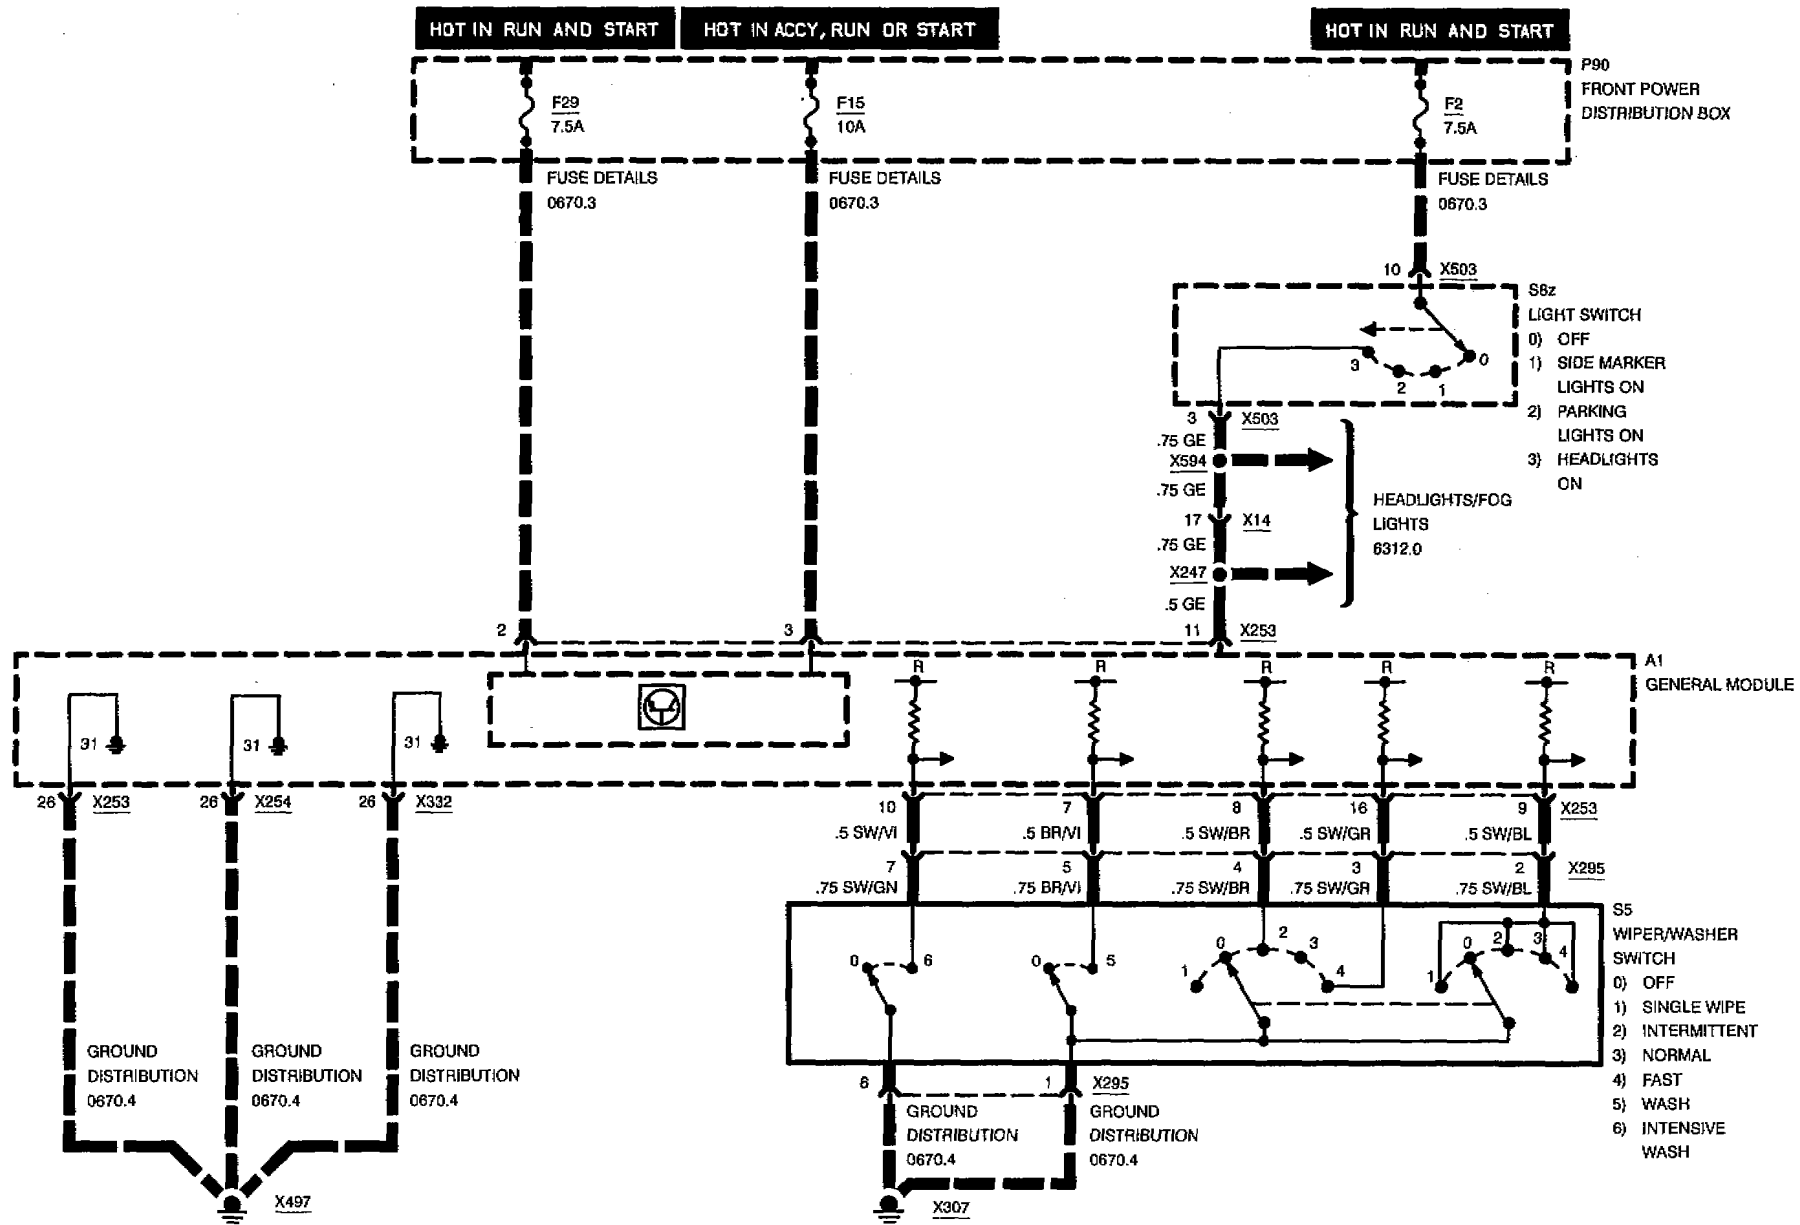 HOT IN RUN AND START
HOT IN ACCY, RUN OR START
HOT IN RUN AND START
P90
FRONT POWER
DISTRIBUTION BOX
F29
7.5A
F15
10A
F2
7.5A
FUSE DETAILS
0670.3
FUSE DETAILS
0670.3
FUSE DETAILS
0670.3
10 X503
S8z
LIGHT SWITCH
0) OFF
1) SIDE MARKER
LIGHTS ON
2) PARKING
LIGHTS ON
3) HEADLIGHTS
ON
3 2 1 0
3 X503
.75 GE
X594
.75 GE
17 X14
.75 GE
X247
.5 GE
HEADLIGHTS/FOG
LIGHTS
6312.0
2 3 11 X253
A1
GENERAL MODULE
R R R R R
31 31 31
26 X253 26 X254 26 X332
10 7 8 16 9 X253
.5 SW/VI .5 BR/VI .5 SW/BR .5 SW/GR .5 SW/BL
7 5 4 3 2 X295
.75 SW/GN .75 BR/VI .75 SW/BR .75 SW/GR .75 SW/BL
S5
WIPER/WASHER
SWITCH
0) OFF
1) SINGLE WIPE
2) INTERMITTENT
3) NORMAL
4) FAST
5) WASH
6) INTENSIVE
WASH
0 6 0 5 1 0 2 3 4 1 0 2 3 4
6 1 X295
GROUND
DISTRIBUTION
0670.4
GROUND
DISTRIBUTION
0670.4
GROUND
DISTRIBUTION
0670.4
GROUND
DISTRIBUTION
0670.4
GROUND
DISTRIBUTION
0670.4
X497
X307